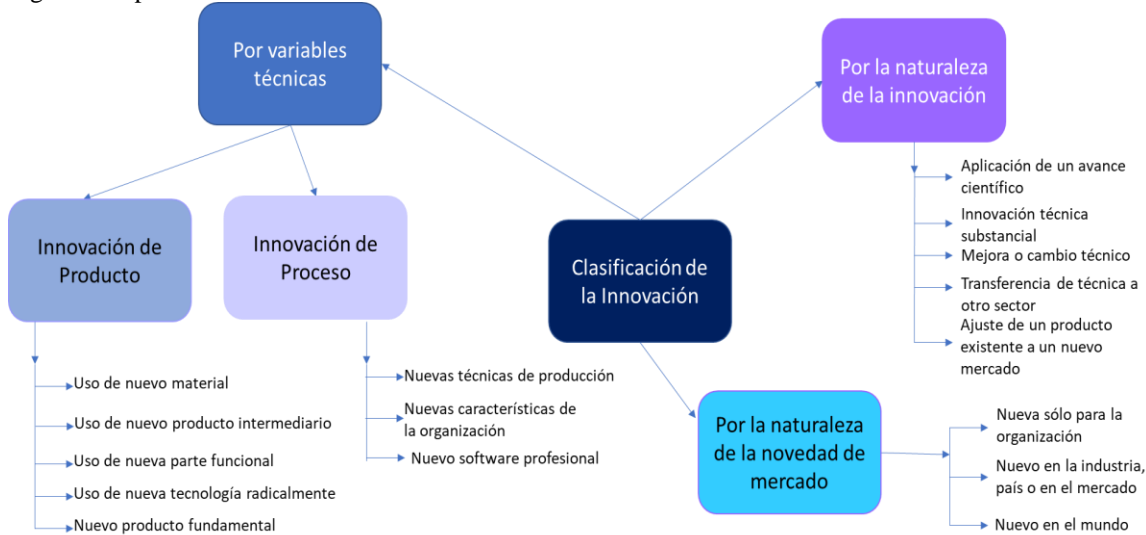 Por variables
técnicas
Por la naturaleza
de la innovación
Aplicación de un avance
científico
Innovación técnica
substancial
Mejora o cambio técnico
Transferencia de técnica a
otro sector
Ajuste de un producto
existente a un nuevo
mercado
Innovación de
Producto
Innovación de
Proceso
Clasificación de
la Innovación
Uso de nuevo material
Uso de nuevo producto intermediario
Uso de nueva parte funcional
Uso de nueva tecnología radicalmente
Nuevo producto fundamental
Nuevas técnicas de producción
Nuevas características de
la organización
Nuevo software profesional
Por la naturaleza
de la novedad de
mercado
Nueva sólo para la
organización
Nuevo en la industria,
país o en el mercado
Nuevo en el mundo